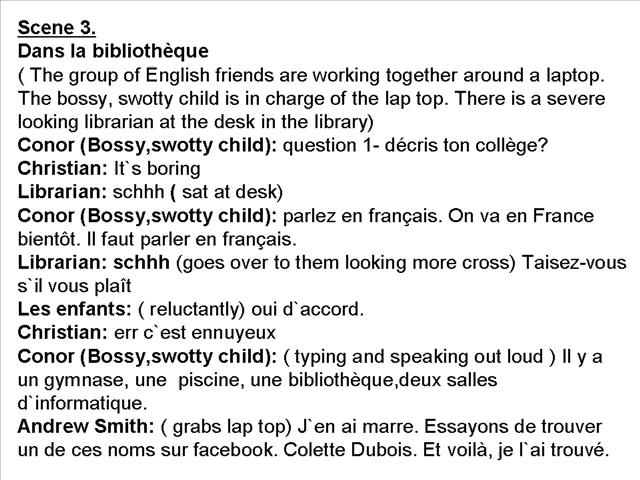 Scene 3.
Dans la bibliothèque
( The group of English friends are working together around a laptop.
The bossy, swotty child is in charge of the lap top. There is a severe
looking librarian at the desk in the library)
Conor (Bossy,swotty child): question 1- décris ton collège?
Christian: It`s boring
Librarian: schhh ( sat at desk)
Conor (Bossy,swotty child): parlez en français. On va en France
bientôt. Il faut parler en français.
Librarian: schhh (goes over to them looking more cross) Taisez-vous
s`il vous plaît
Les enfants: ( reluctantly) oui d`accord.
Christian: err c`est ennuyeux
Conor (Bossy,swotty child): ( typing and speaking out loud ) Il y a
un gymnase, une  piscine, une bibliothèque,deux salles
d`informatique.
Andrew Smith: ( grabs lap top) J`en ai marre. Essayons de trouver
un de ces noms sur facebook. Colette Dubois. Et voilà, je l`ai trouvé.